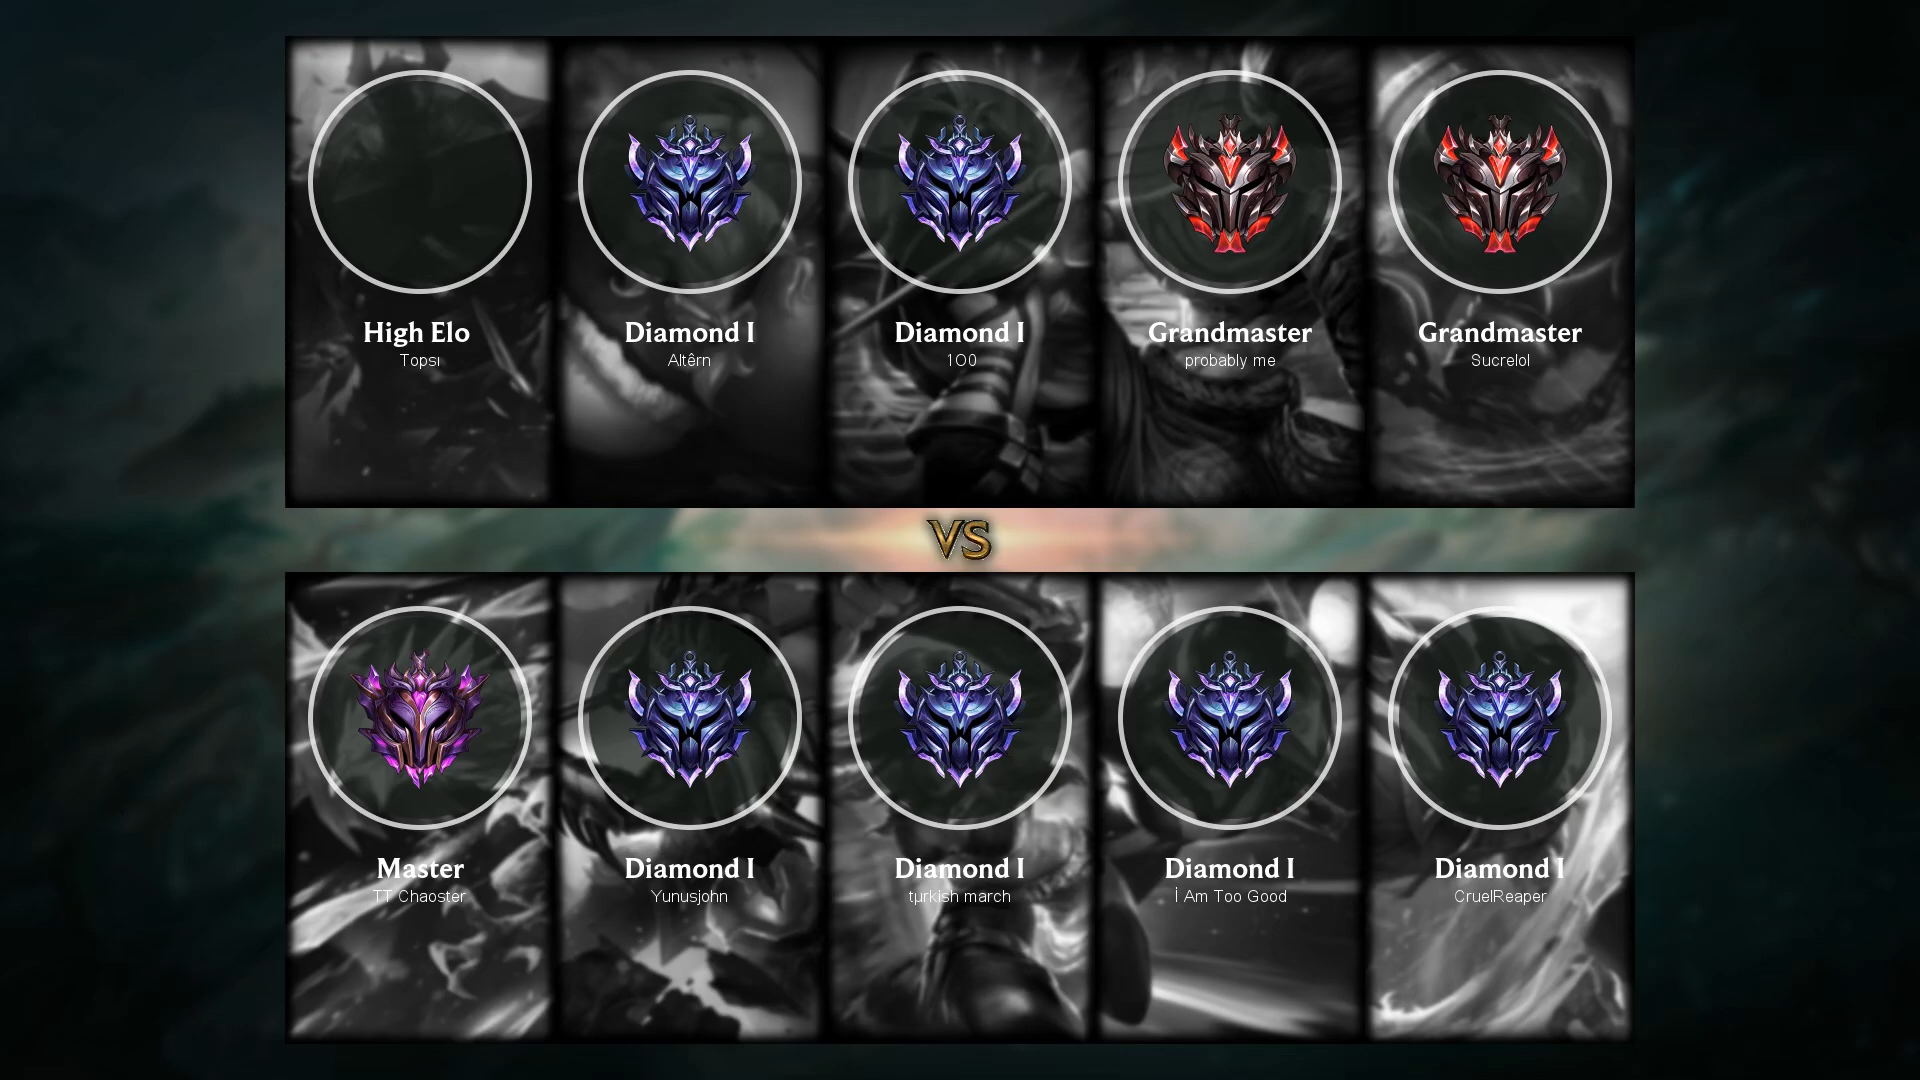 High Elo
Topsı
Diamond I
Altêrn
Diamond I
1O0
Grandmaster
probably me
Grandmaster
Sucrelol
VS
Master
TT Chaoster
Diamond I
Yunusjohn
Diamond I
tµrkish march
Diamond I
İ Am Too Good
Diamond I
CruelReaper